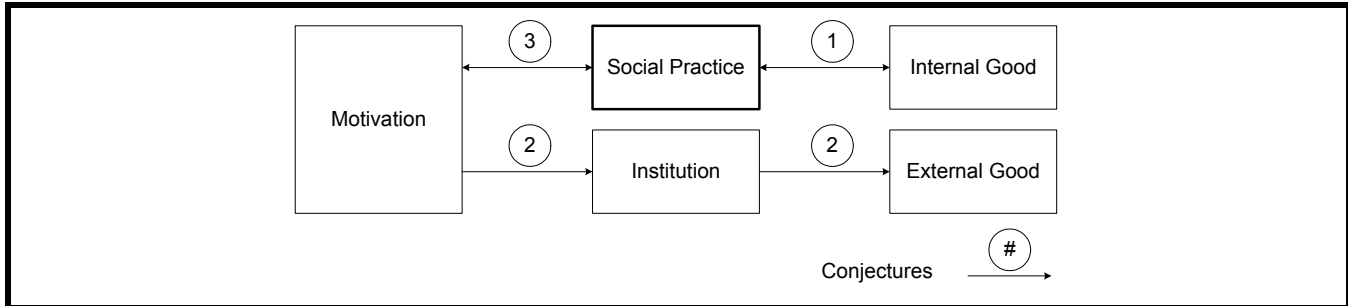 3
1
Social Practice
Internal Good
Motivation
2
2
Institution
External Good
Conjectures
#